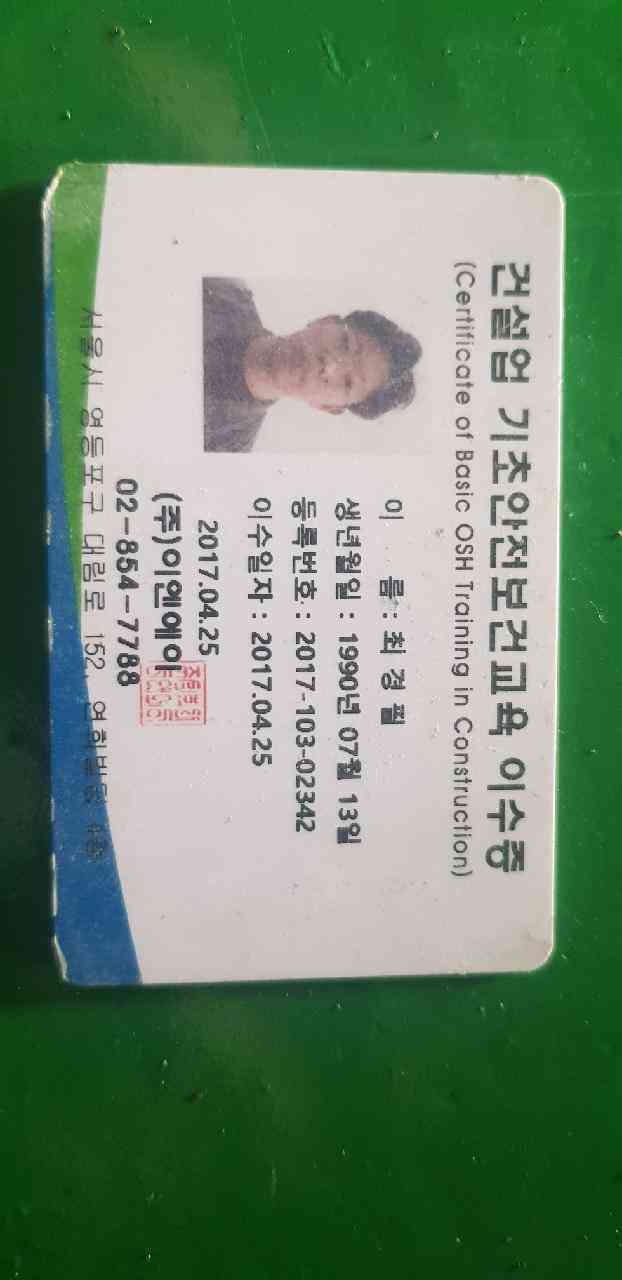 건설업 기초안전보건교육 이수증
(Certificate of Basic OSH Training in Construction)
이 름 : 최 경 필
생년월일 : 1990년 07월 13일
등록번호 : 2017-103-02342
이수일자 : 2017.04.25
2017.04.25
(주)이엔에이
02-854-7788
서울시 영등포구 대림로 152, 4층